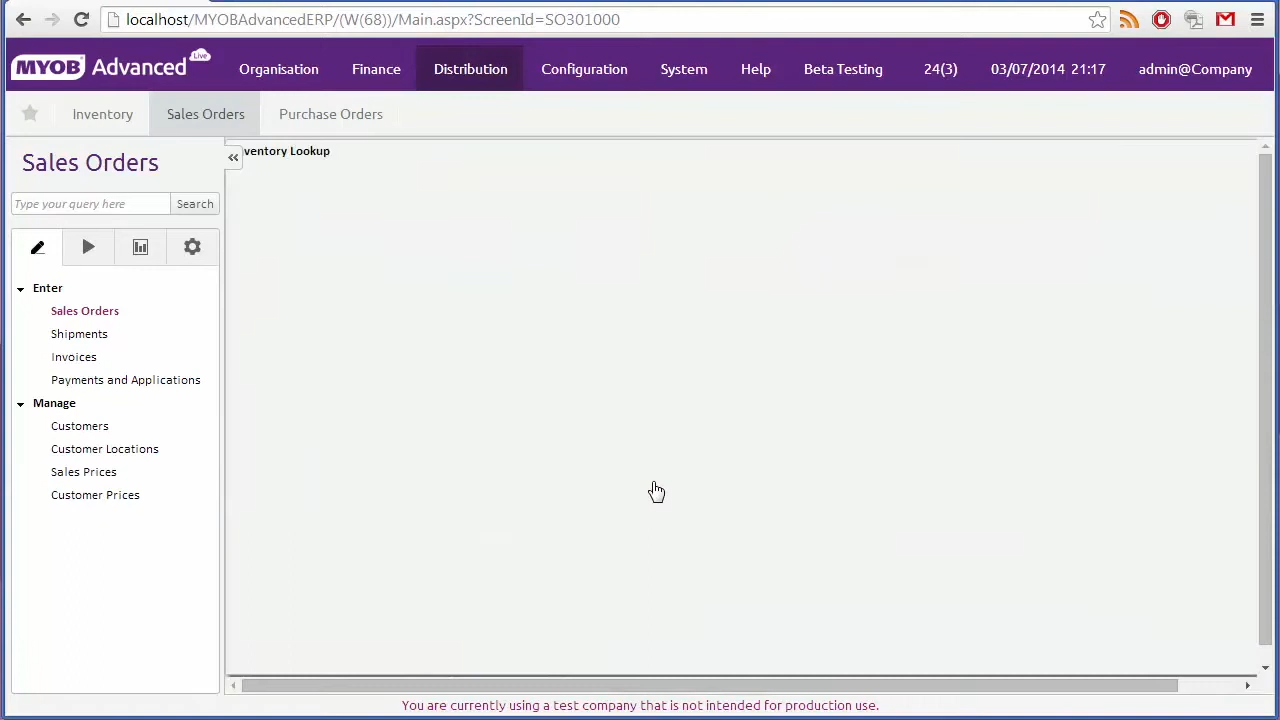 localhost/MYOBAdvancedERP/(W(68))/Main.aspx?ScreenId=SO301000
MYOB Advanced Live Organisation Finance Distribution Configuration System Help Beta Testing 24(3) 03/07/2014 21:17 admin@Company
Inventory Sales Orders Purchase Orders
Sales Orders
ventory Lookup
Type your query here Search
Enter
Sales Orders
Shipments
Invoices
Payments and Applications
Manage
Customers
Customer Locations
Sales Prices
Customer Prices
You are currently using a test company that is not intended for production use.